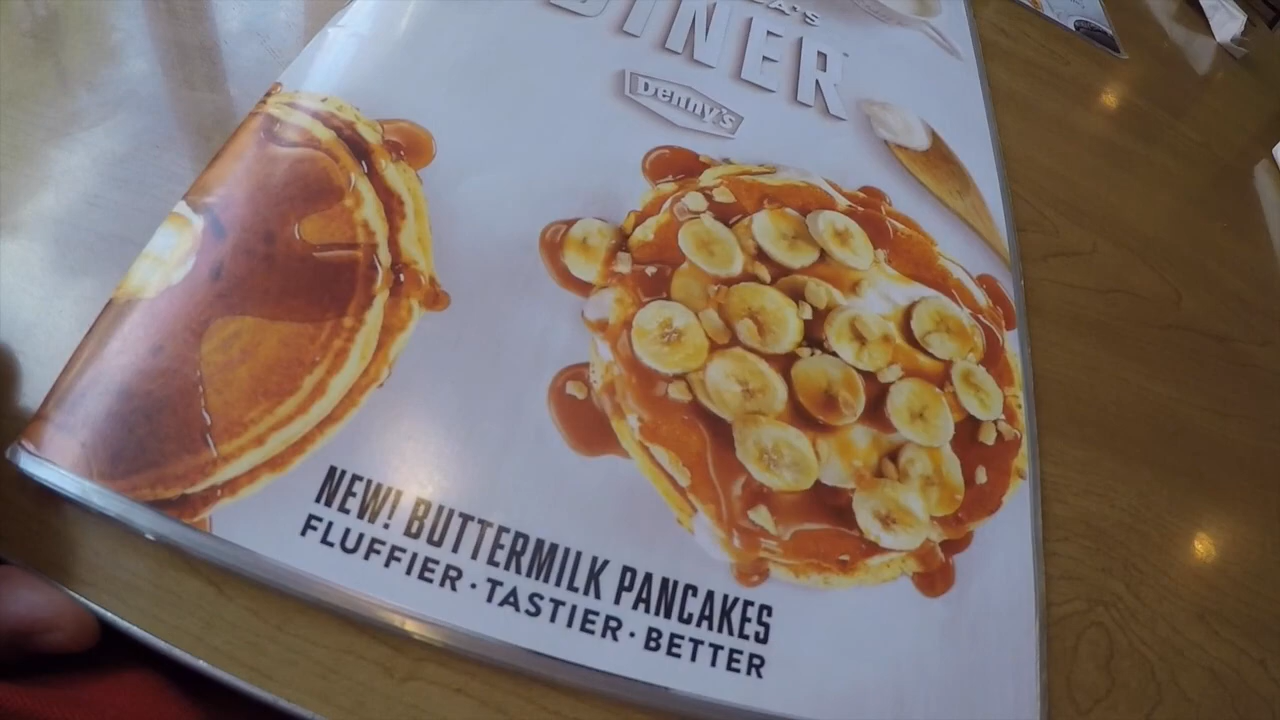 DINER
Denny's
NEW! BUTTERMILK PANCAKES
FLUFFIER · TASTIER · BETTER